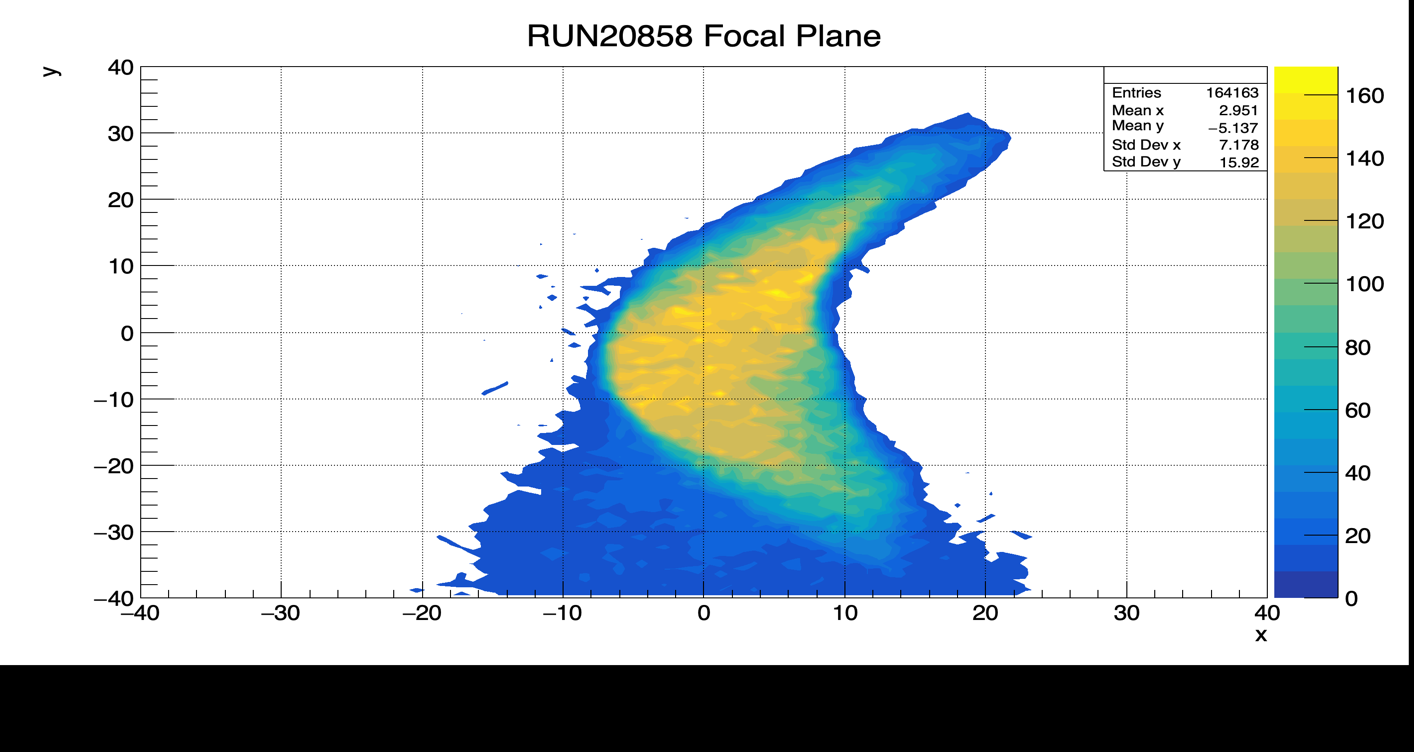 RUN20858 Focal Plane
y
40
30
20
10
0
−10
−20
−30
−40
−40 −30 −20 −10 0 10 20 30 40
x
Entries 164163
Mean x 2.951
Mean y −5.137
Std Dev x 7.178
Std Dev y 15.92
160
140
120
100
80
60
40
20
0